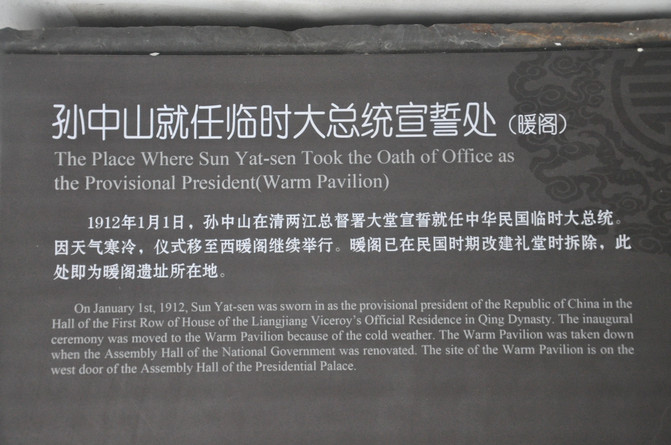 孙中山就任临时大总统宣誓处（暖阁）
The Place Where Sun Yat-sen Took the Oath of Office as
the Provisional President(Warm Pavilion)
1912年1月1日，孙中山在清两江总督署大堂宣誓就任中华民国临时大总统。
因天气寒冷，仪式移至西暖阁继续举行。暖阁已在民国时期改建礼堂时拆除，此
处即为暖阁遗址所在地。
On January 1st, 1912, Sun Yat-sen was sworn in as the provisional president of the Republic of China in the
Hall of the First Row of House of the Liangjiang Viceroy's Official Residence in Qing Dynasty. The inaugural
ceremony was moved to the Warm Pavilion because of the cold weather. The Warm Pavilion was taken down
when the Assembly Hall of the National Government was renovated. The site of the Warm Pavilion is on the
west door of the Assembly Hall of the Presidential Palace.